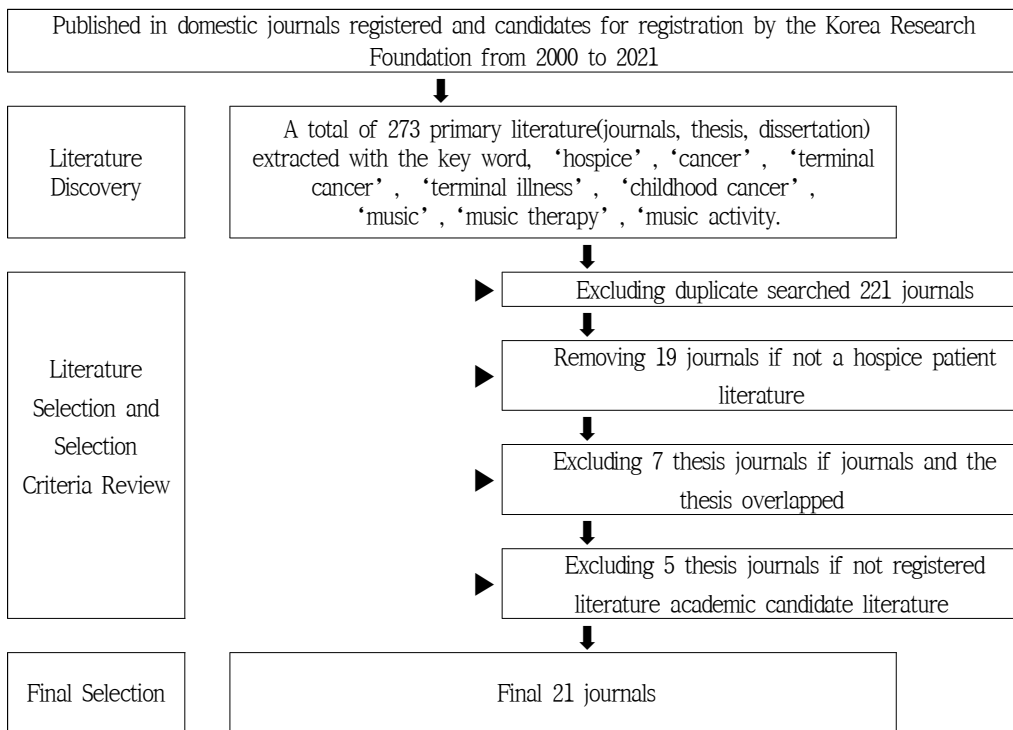 Published in domestic journals registered and candidates for registration by the Korea Research
Foundation from 2000 to 2021
Literature
Discovery
A total of 273 primary literature(journals, thesis, dissertation)
extracted with the key word, ‘hospice’, ‘cancer’, ‘terminal
cancer’, ‘terminal illness’, ‘childhood cancer’,
‘music’, ‘music therapy’, ‘music activity.
Literature
Selection and
Selection
Criteria Review
Excluding duplicate searched 221 journals
Removing 19 journals if not a hospice patient
literature
Excluding 7 thesis journals if journals and the
thesis overlapped
Excluding 5 thesis journals if not registered
literature academic candidate literature
Final Selection
Final 21 journals